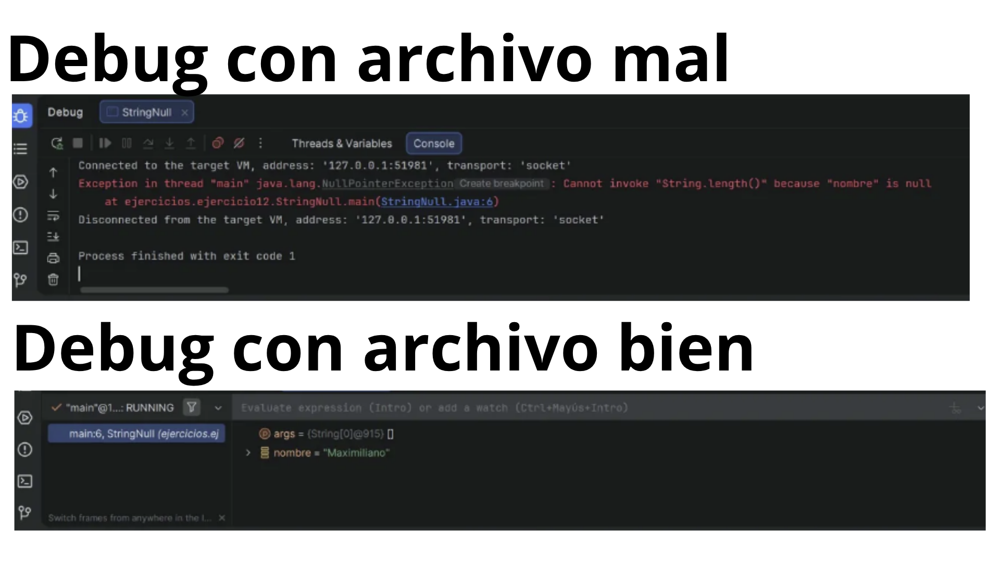 Debug con archivo mal
Debug StringNull
Threads & Variables Console
Connected to the target VM, address: '127.0.0.1:51981', transport: 'socket'
Exception in thread "main" java.lang.NullPointerException Create breakpoint : Cannot invoke "String.length()" because "nombre" is null
at ejercicios.ejercicio12.StringNull.main(StringNull.java:6)
Disconnected from the target VM, address: '127.0.0.1:51981', transport: 'socket'
Process finished with exit code 1
Debug con archivo bien
"main"@1...: RUNNING Evaluate expression (Intro) or add a watch (Ctrl+Mayús+Intro)
main:6, StringNull (ejercicios.ej
args = {String[0]@915} []
nombre = "Maximiliano"
Switch frames from anywhere in the I...